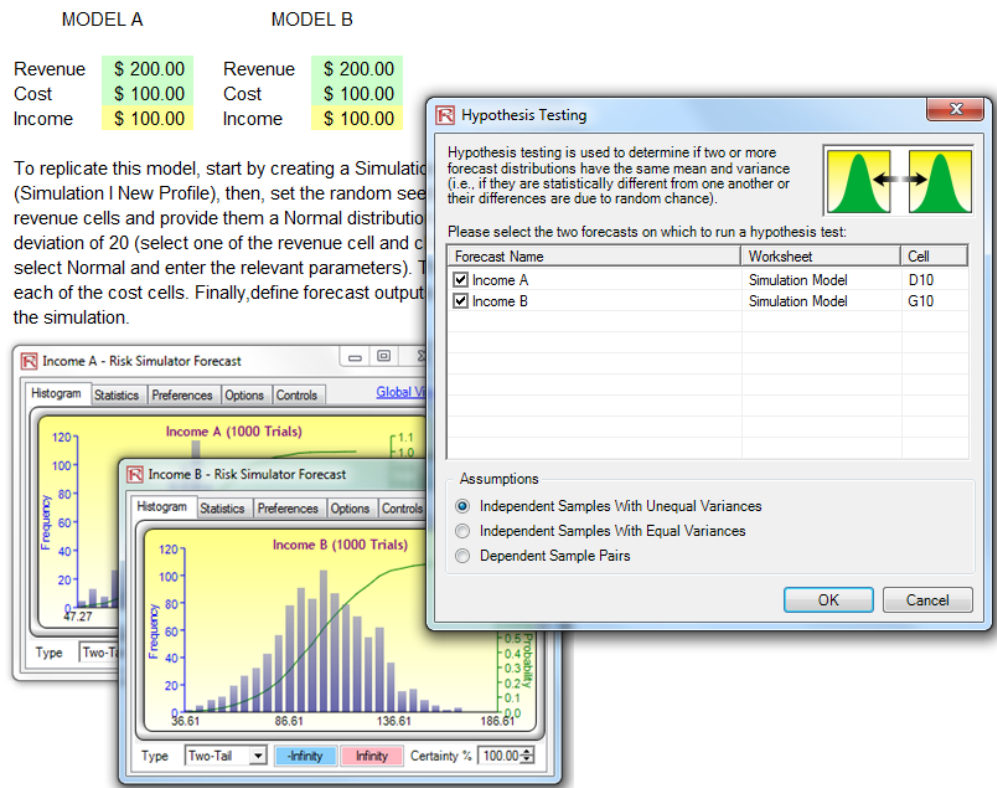 MODEL A MODEL B
Revenue $ 200.00 Revenue $ 200.00
Cost $ 100.00 Cost $ 100.00
Income $ 100.00 Income $ 100.00
To replicate this model, start by creating a
(Simulation I New Profile), then, set the random
revenue cells and provide them a Normal
deviation of 20 (select one of the revenue cell and
select Normal and enter the relevant parameters).
each of the cost cells. Finally,define forecast
the simulation.
Hypothesis Testing
Hypothesis testing is used to determine if two or more
forecast distributions have the same mean and variance
(i.e., if they are statistically different from one another or
their differences are due to random chance).
Please select the two forecasts on which to run a hypothesis test:
Forecast Name Worksheet Cell
Income A Simulation Model D10
Income B Simulation Model G10
Assumptions
Independent Samples With Unequal Variances
Independent Samples With Equal Variances
Dependent Sample Pairs
OK Cancel
Income A - Risk Simulator Forecast
Histogram Statistics Preferences Options Controls Global
Income A (1000 Trials)
Frequency
120
100
80
60
40
20
0
47.27
1.1
1.0
Type
Income B - Risk Simulator Forecast
Histogram Statistics Preferences Options Controls
Income B (1000 Trials)
Frequency
120
100
80
60
40
20
36.61 86.61 136.61 186.61
0.5
0.4
0.3
0.2
0.1
0.0
Probability
Type Two-Tail -Infinity Infinity Certainty % 100.00